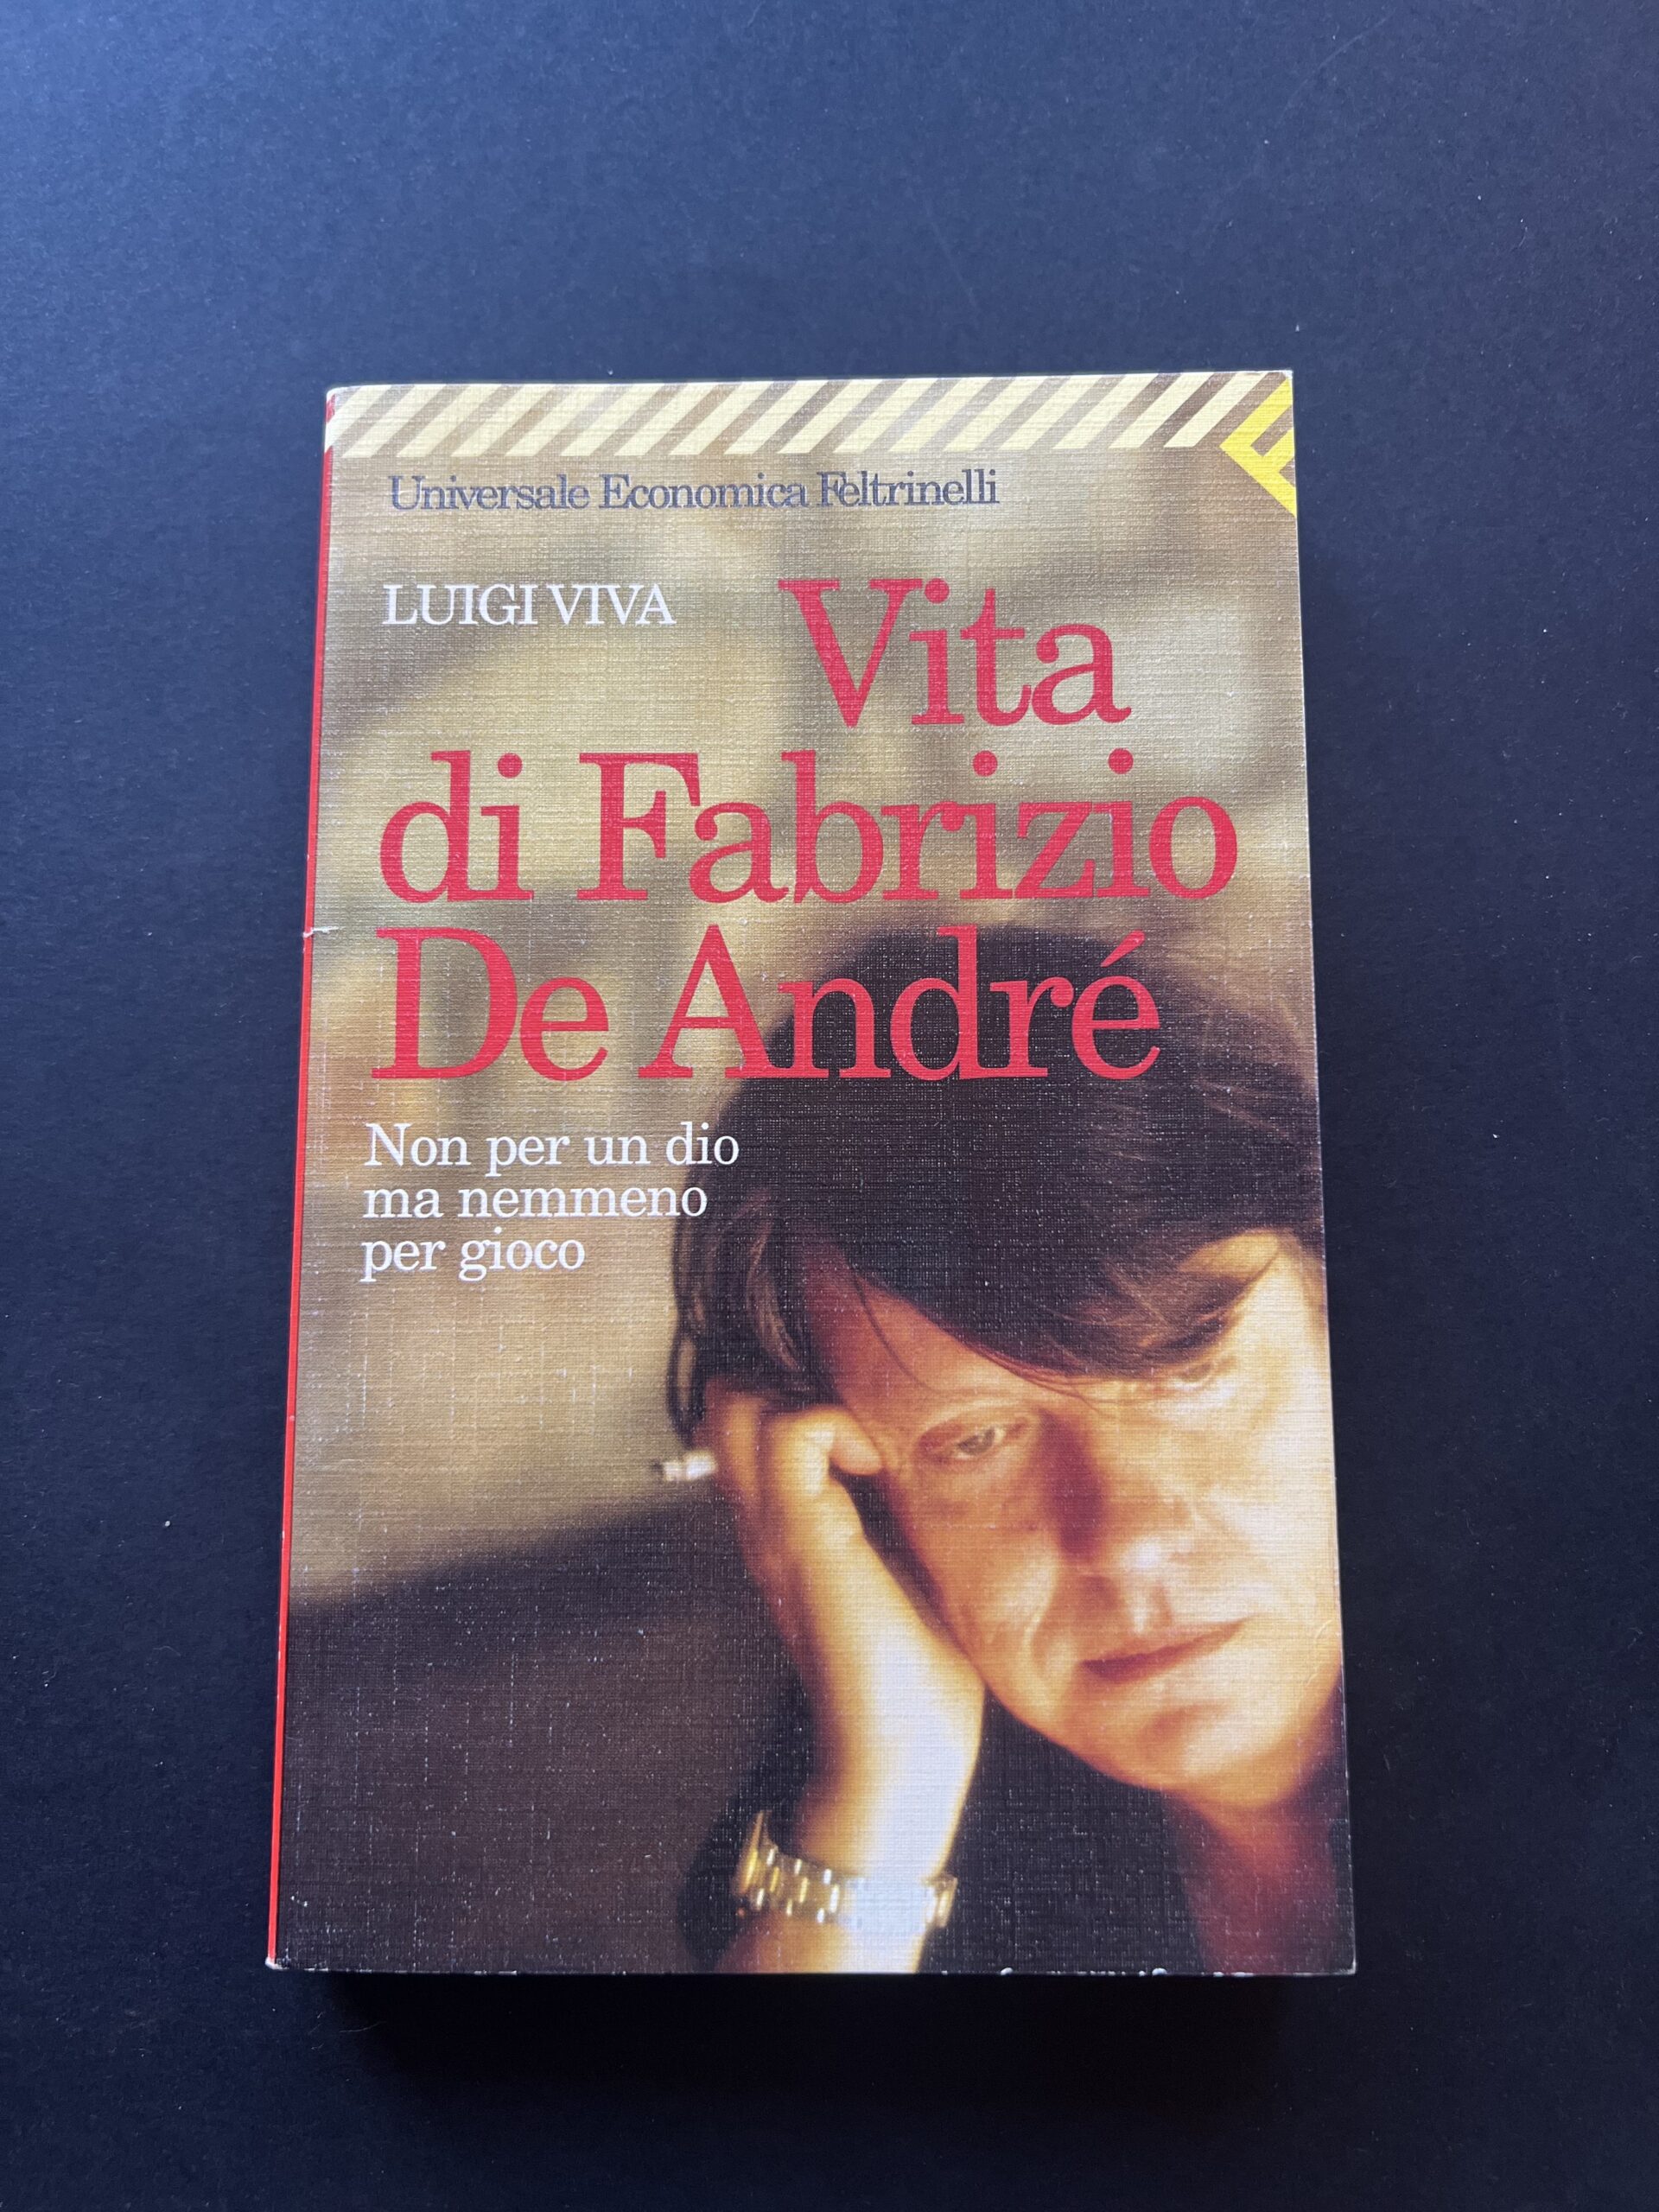 Universale Economica Feltrinelli
LUIGI VIVA
Vita
di Fabrizio
De André
Non per un dio
ma nemmeno
per gioco